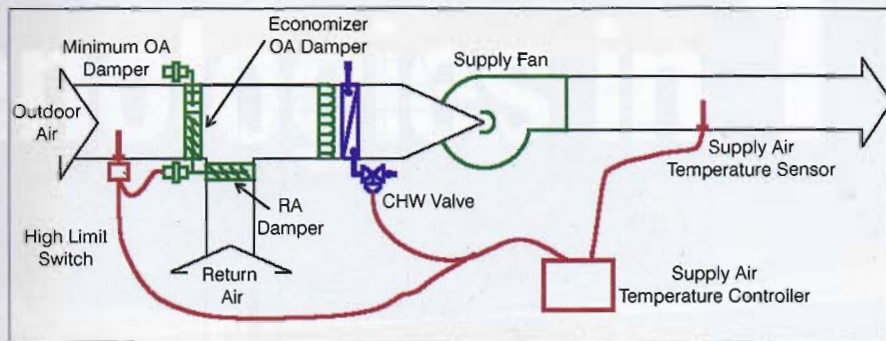 Economizer
OA Damper
Minimum OA
Damper
Supply Fan
Outdoor
Air
Supply Air
Temperature Sensor
CHW Valve
RA
Damper
High Limit
Switch
Return
Air
Supply Air
Temperature Controller